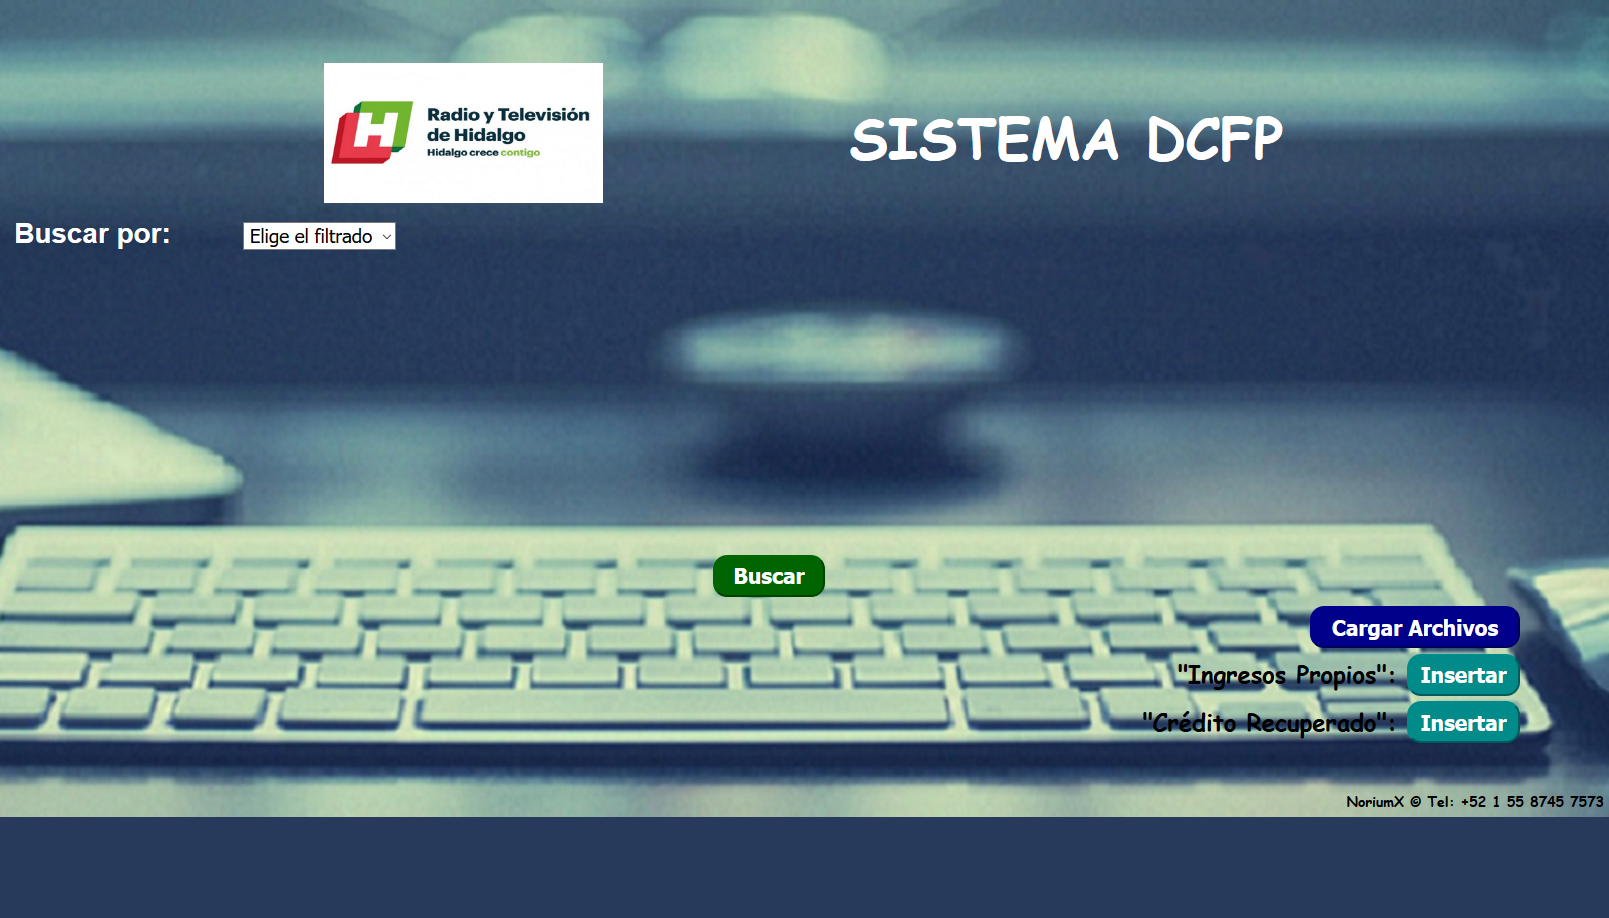 Radio y Televisión
de Hidalgo
Hidalgo crece contigo
SISTEMA DCFP
Buscar por:
Elige el filtrado
Buscar
Cargar Archivos
"Ingresos Propios": Insertar
"Crédito Recuperado": Insertar
NoriumX © Tel: +52 1 55 8745 7573